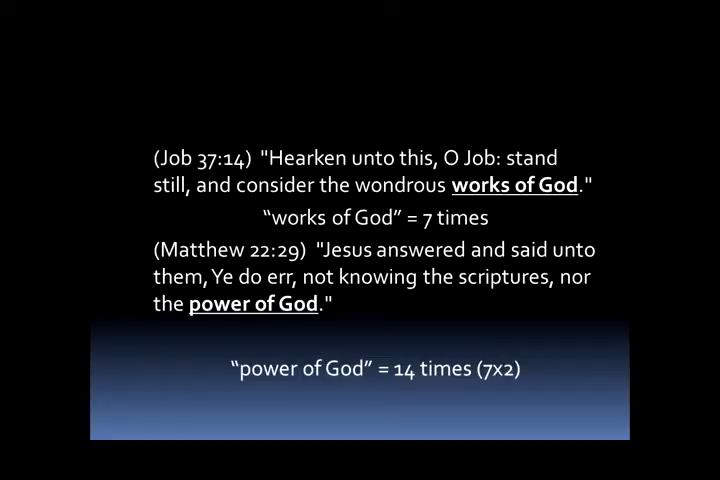 (Job 37:14) "Hearken unto this, O Job: stand
still, and consider the wondrous works of God."
“works of God” = 7 times
(Matthew 22:29) "Jesus answered and said unto
them, Ye do err, not knowing the scriptures, nor
the power of God."
“power of God” = 14 times (7x2)